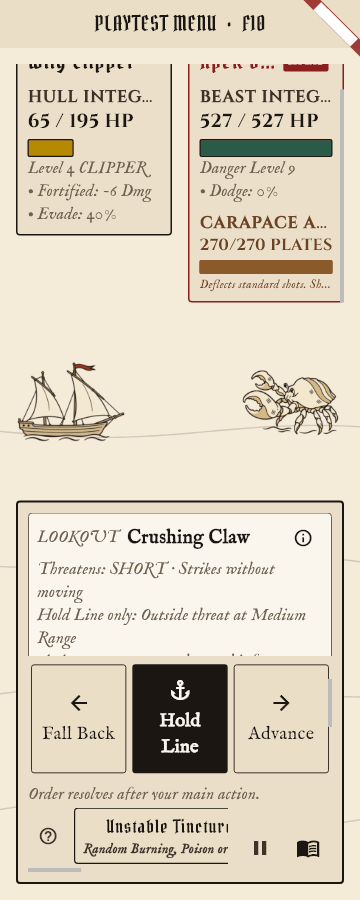 PLAYTEST MENU · F10
Wily Clipper
HULL INTEG...
65 / 195 HP
Level 4 CLIPPER
• Fortified: -6 Dmg
• Evade: 40%
BEAST INTEG...
527 / 527 HP
Danger Level 9
• Dodge: 0%
CARAPACE A...
270/270 PLATES
Deflects standard shots. Sh...
LOOKOUT Crushing Claw
Threatens: SHORT · Strikes without
moving
Hold Line only: Outside threat at Medium
Range
Fall Back
Hold
Line
Advance
Order resolves after your main action.
Unstable Tinctur
Random Burning, Poison or